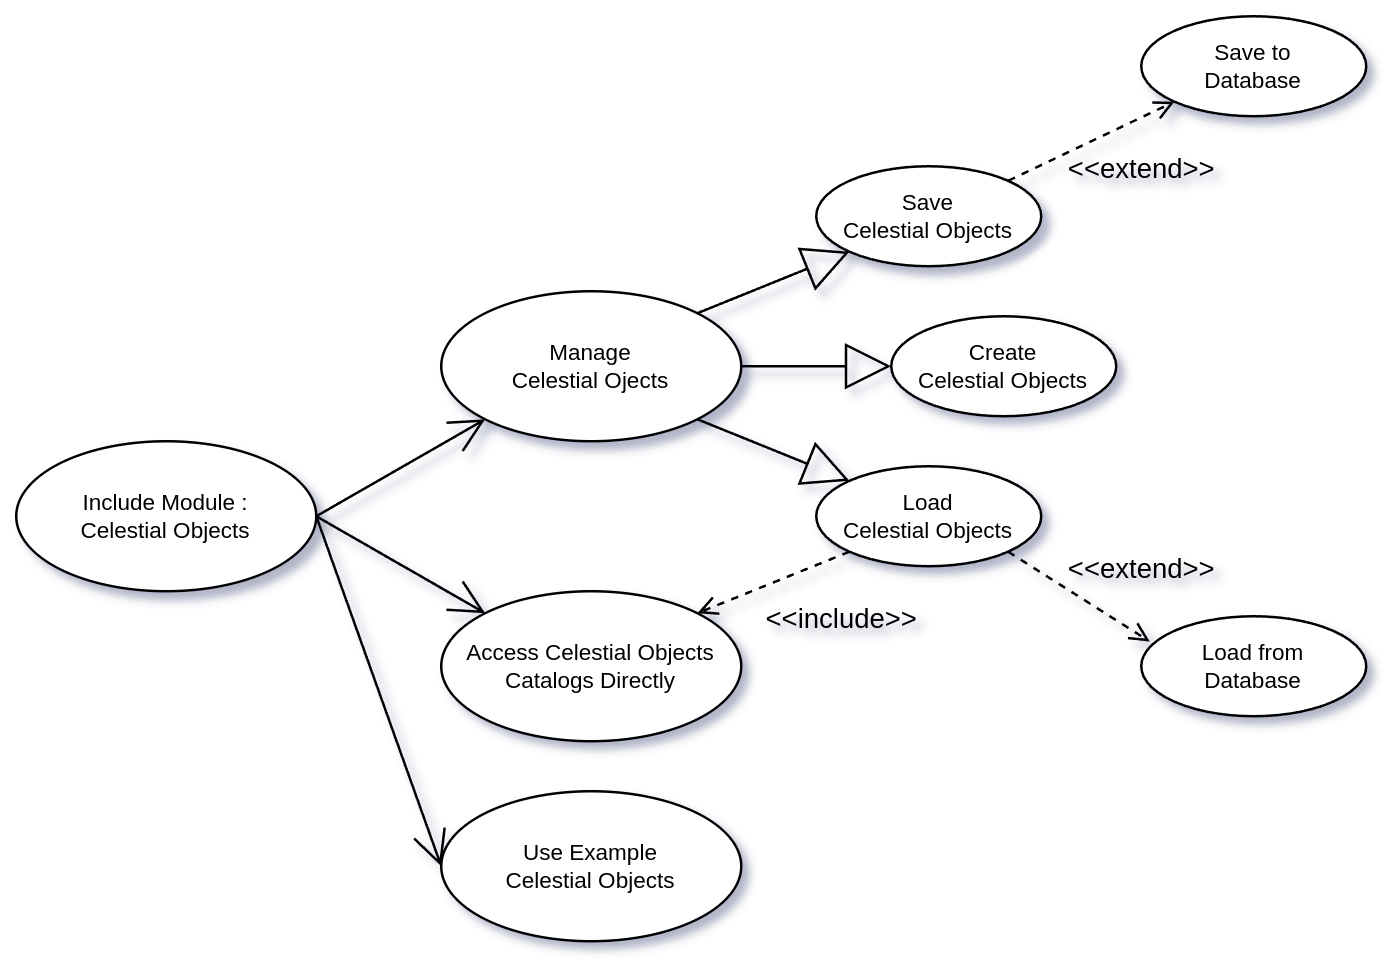 Save to
Database
<<extend>>
Save
Celestial Objects
Manage
Celestial Ojects
Create
Celestial Objects
Include Module :
Celestial Objects
Load
Celestial Objects
<<extend>>
<<include>>
Access Celestial Objects
Catalogs Directly
Load from
Database
Use Example
Celestial Objects